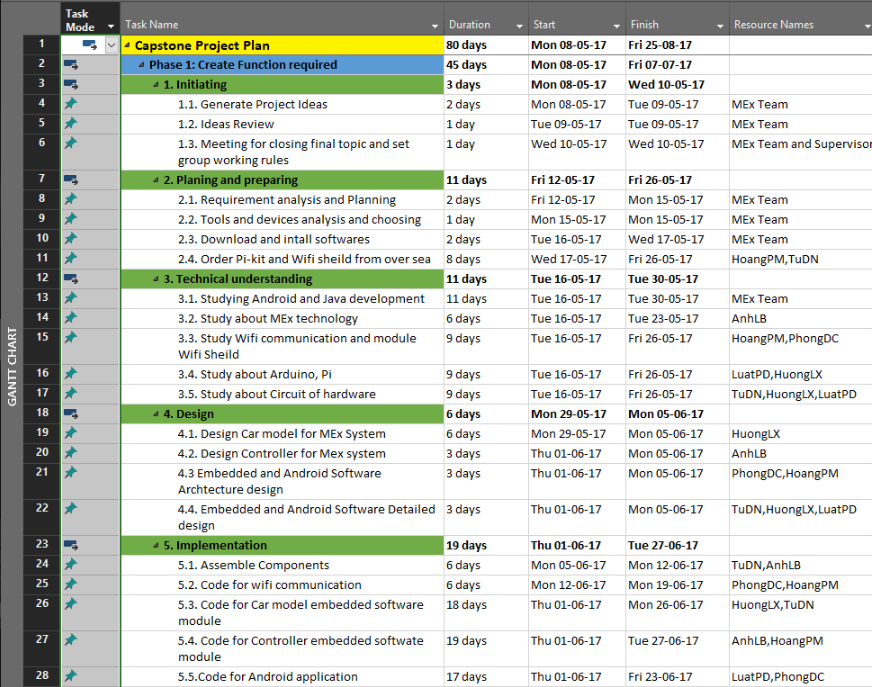 Task Mode Task Name Duration Start Finish Resource Names
1 Capstone Project Plan 80 days Mon 08-05-17 Fri 25-08-17
2 Phase 1: Create Function required 45 days Mon 08-05-17 Fri 07-07-17
3 1. Initiating 3 days Mon 08-05-17 Wed 10-05-17
4 1.1. Generate Project Ideas 2 days Mon 08-05-17 Tue 09-05-17 MEx Team
5 1.2. Ideas Review 1 day Tue 09-05-17 Tue 09-05-17 MEx Team
6 1.3. Meeting for closing final topic and set 1 day Wed 10-05-17 Wed 10-05-17 MEx Team and Supervisor
group working rules
7 2. Planing and preparing 11 days Fri 12-05-17 Fri 26-05-17
8 2.1. Requirement analysis and Planning 2 days Fri 12-05-17 Mon 15-05-17 MEx Team
9 2.2. Tools and devices analysis and choosing 1 day Mon 15-05-17 Mon 15-05-17 MEx Team
10 2.3. Download and intall softwares 2 days Tue 16-05-17 Wed 17-05-17 MEx Team
11 2.4. Order Pi-kit and Wifi sheild from over sea 8 days Wed 17-05-17 Fri 26-05-17 HoangPM,TuDN
12 3. Technical understanding 11 days Tue 16-05-17 Tue 30-05-17
13 3.1. Studying Android and Java development 11 days Tue 16-05-17 Tue 30-05-17 MEx Team
14 3.2. Study about MEx technology 6 days Tue 16-05-17 Tue 23-05-17 AnhLB
15 3.3. Study Wifi communication and module 9 days Tue 16-05-17 Fri 26-05-17 HoangPM,PhongDC
Wifi Sheild
16 3.4. Study about Arduino, Pi 9 days Tue 16-05-17 Fri 26-05-17 LuatPD,HuongLX
17 3.5. Study about Circuit of hardware 9 days Tue 16-05-17 Fri 26-05-17 TuDN,HuongLX,LuatPD
18 4. Design 6 days Mon 29-05-17 Mon 05-06-17
19 4.1. Design Car model for MEx System 6 days Mon 29-05-17 Mon 05-06-17 HuongLX
20 4.2. Design Controller for Mex system 3 days Thu 01-06-17 Mon 05-06-17 AnhLB
21 4.3 Embedded and Android Software 3 days Thu 01-06-17 Mon 05-06-17 PhongDC,HoangPM
Archtecture design
22 4.4. Embedded and Android Software Detailed 3 days Thu 01-06-17 Mon 05-06-17 TuDN,HuongLX,LuatPD
design
23 5. Implementation 19 days Thu 01-06-17 Tue 27-06-17
24 5.1. Assemble Components 6 days Mon 05-06-17 Mon 12-06-17 TuDN,AnhLB
25 5.2. Code for wifi communication 6 days Mon 12-06-17 Mon 19-06-17 PhongDC,HoangPM
26 5.3. Code for Car model embedded software 18 days Thu 01-06-17 Mon 26-06-17 HuongLX,TuDN
module
27 5.4. Code for Controller embedded softwate 19 days Thu 01-06-17 Tue 27-06-17 AnhLB,HoangPM
module
28 5.5.Code for Android application 17 days Thu 01-06-17 Fri 23-06-17 LuatPD,PhongDC
GANTT CHART